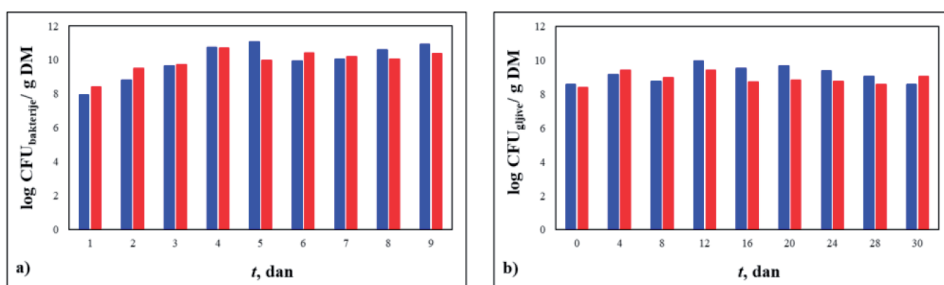 12
10
8
6
4
2
0
log CFU_bakterije/ g DM
1 2 3 4 5 6 7 8 9
a)
t, dan
12
10
8
6
4
2
0
log CFU_gljive/ g DM
0 4 8 12 16 20 24 28 30
b)
t, dan